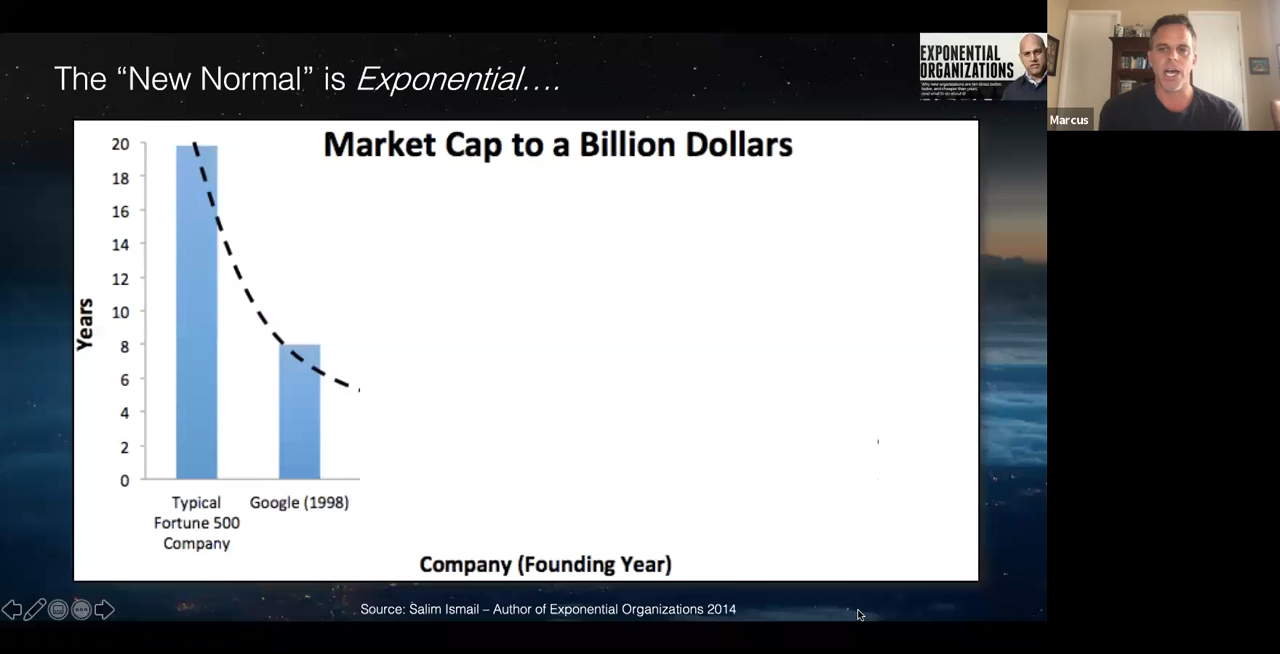 The “New Normal” is Exponential….
EXPONENTIAL
ORGANIZATIONS
Marcus
Market Cap to a Billion Dollars
Years
20
18
16
14
12
10
8
6
4
2
0
Typical
Fortune 500
Company
Google (1998)
Company (Founding Year)
Source: Salim Ismail – Author of Exponential Organizations 2014